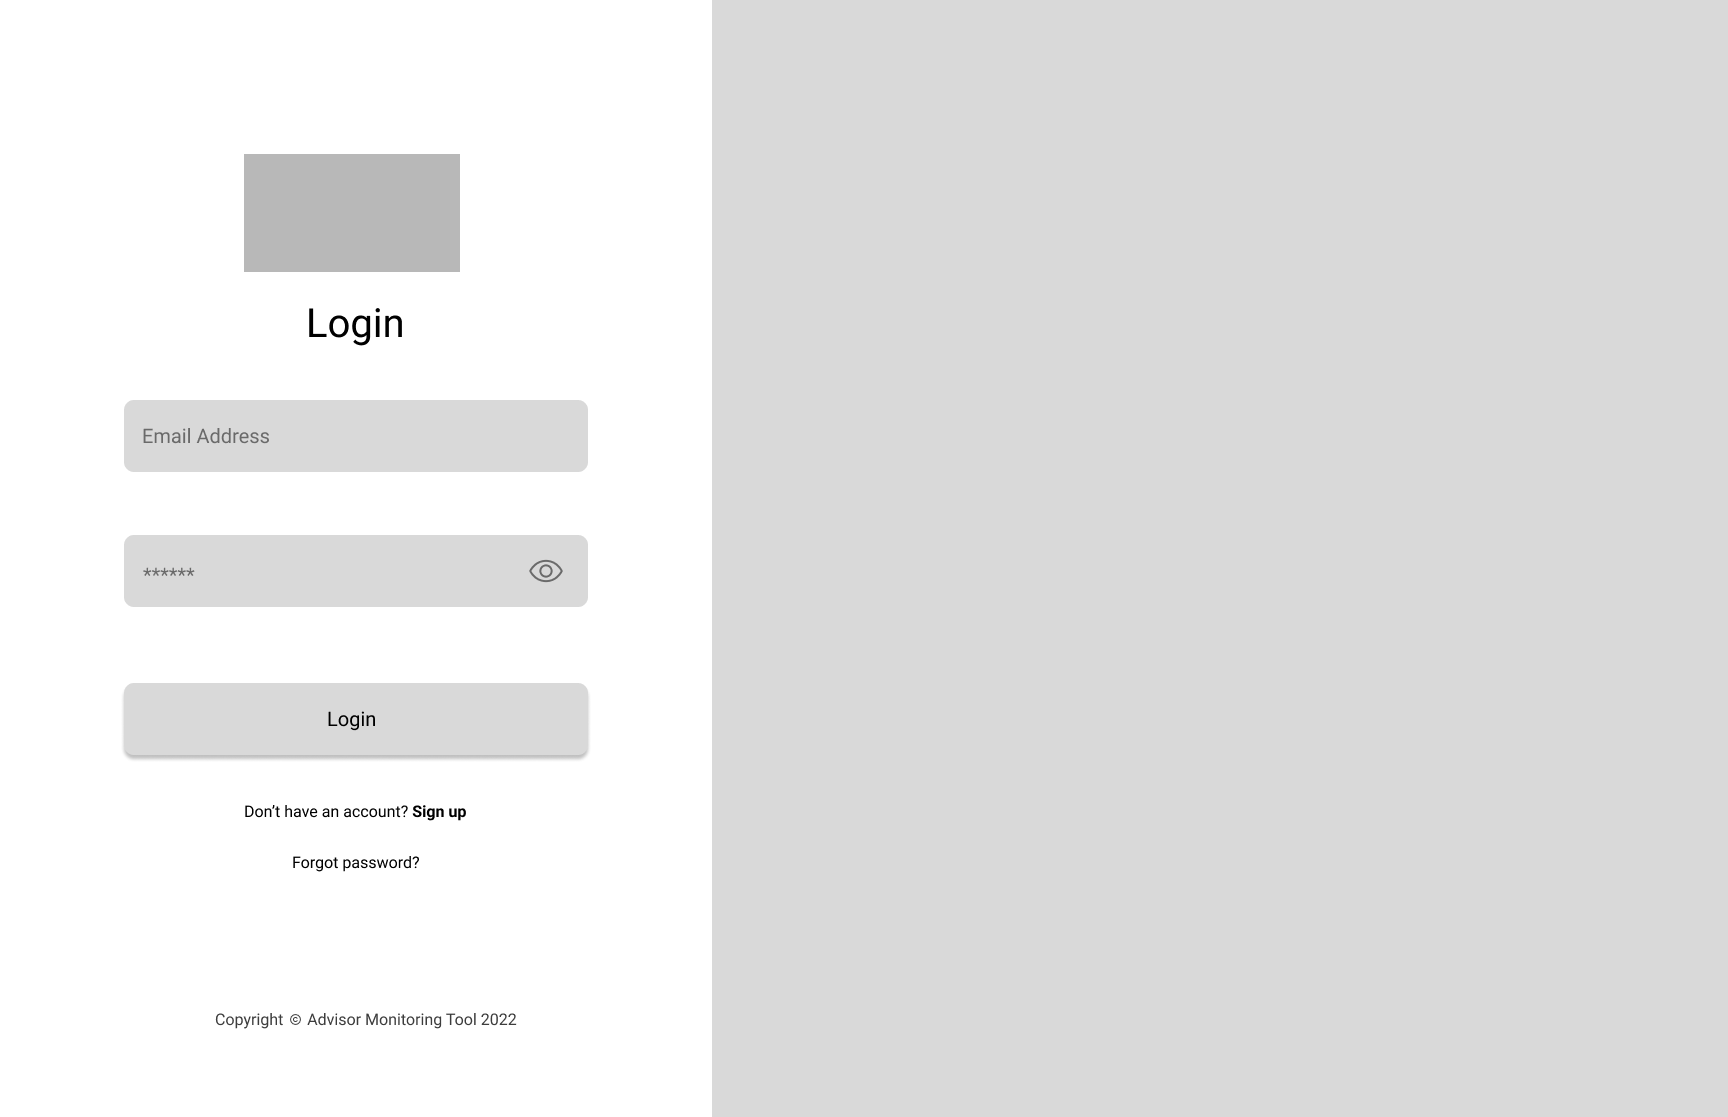 Login
Email Address
******
Login
Don’t have an account? Sign up
Forgot password?
Copyright © Advisor Monitoring Tool 2022